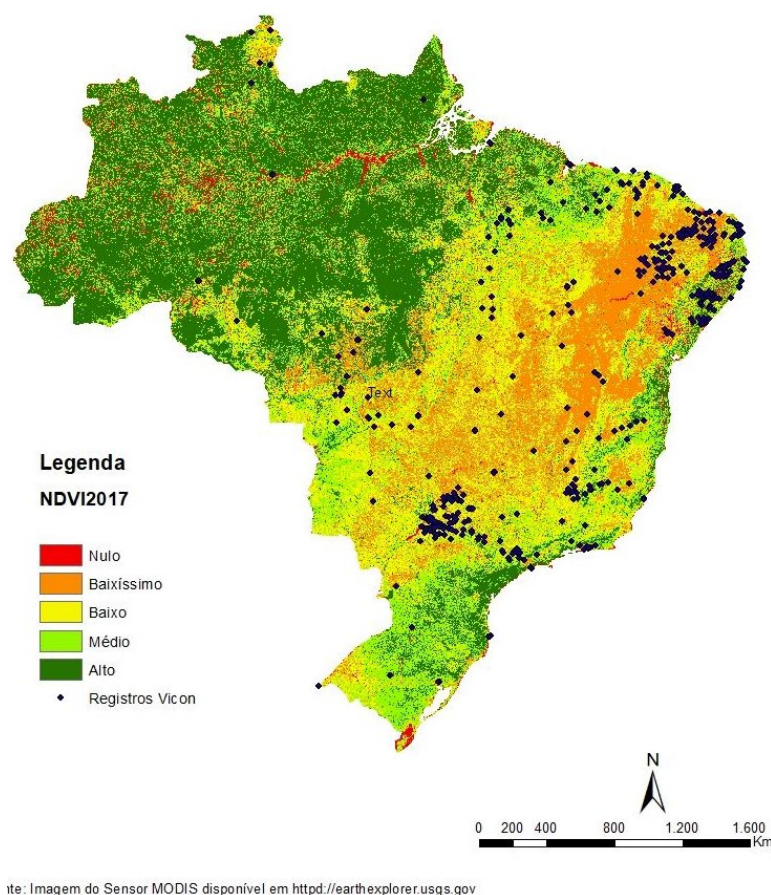 Text
Legenda
NDVI2017
Nulo
Baixíssimo
Baixo
Médio
Alto
Registros Vicon
N
0 200 400 800 1.200 1.600
Km
nte: Imagem do Sensor MODIS disponível em httpd://earthexplorer.usgs.gov